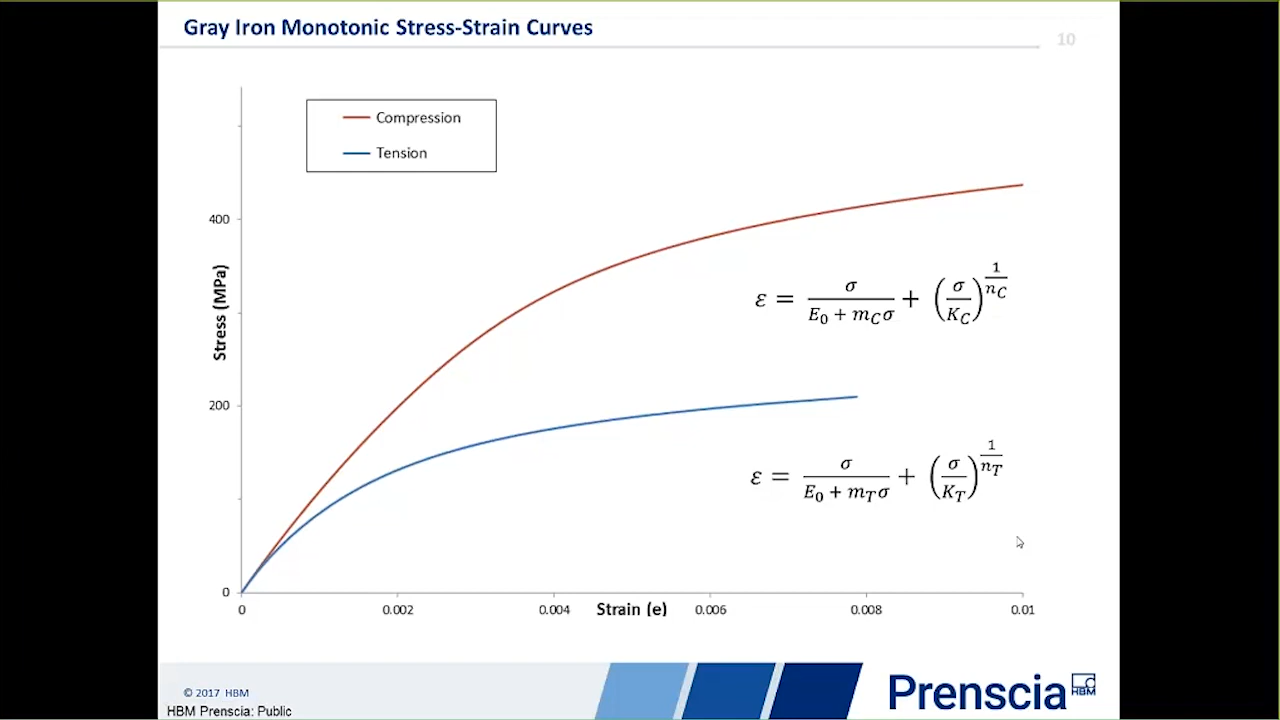 Gray Iron Monotonic Stress-Strain Curves
10
Compression
Tension
400
200
0
Stress (MPa)
ε = σ / (E₀ + m_C σ) + (σ / K_C)^(1 / n_C)
ε = σ / (E₀ + m_T σ) + (σ / K_T)^(1 / n_T)
0 0.002 0.004 0.006 0.008 0.01
Strain (e)
© 2017 HBM
HBM Prenscia: Public
Prenscia
HBM